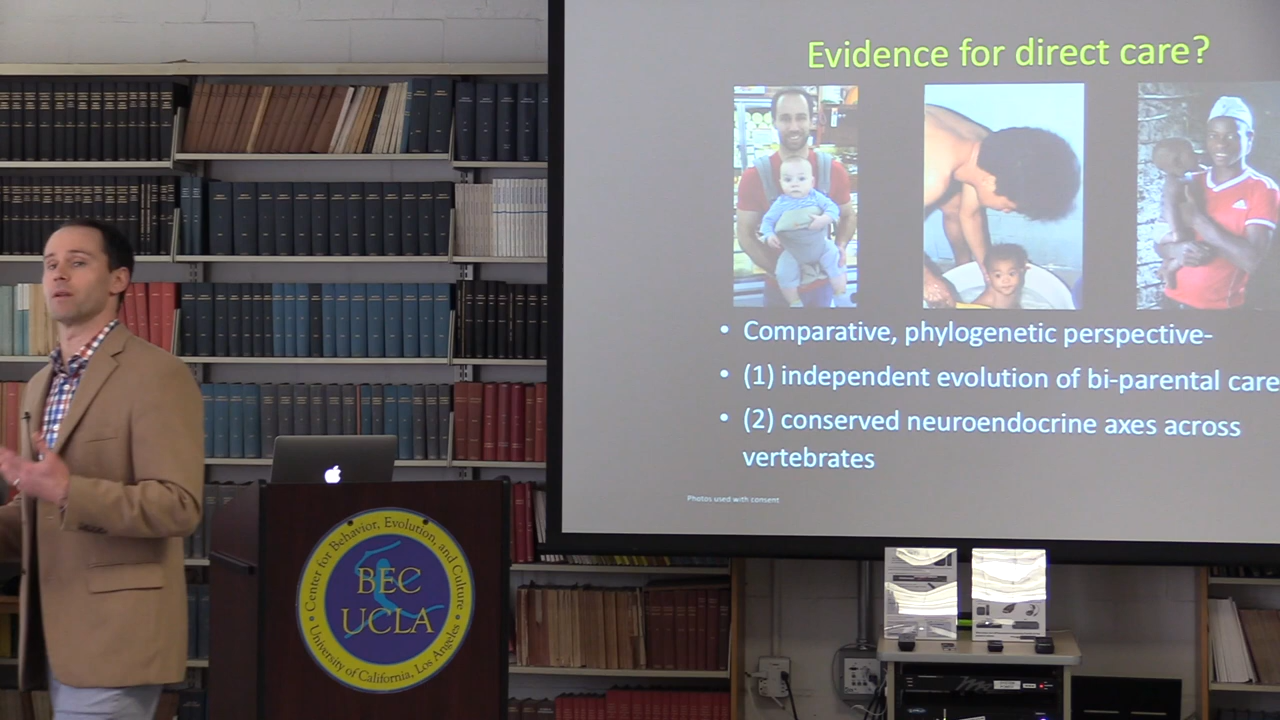 Evidence for direct care?
• Comparative, phylogenetic perspective-
• (1) independent evolution of bi-parental care
• (2) conserved neuroendocrine axes across
vertebrates
Photos used with consent
Center for Behavior, Evolution, and Culture
BEC
UCLA
University of California, Los Angeles